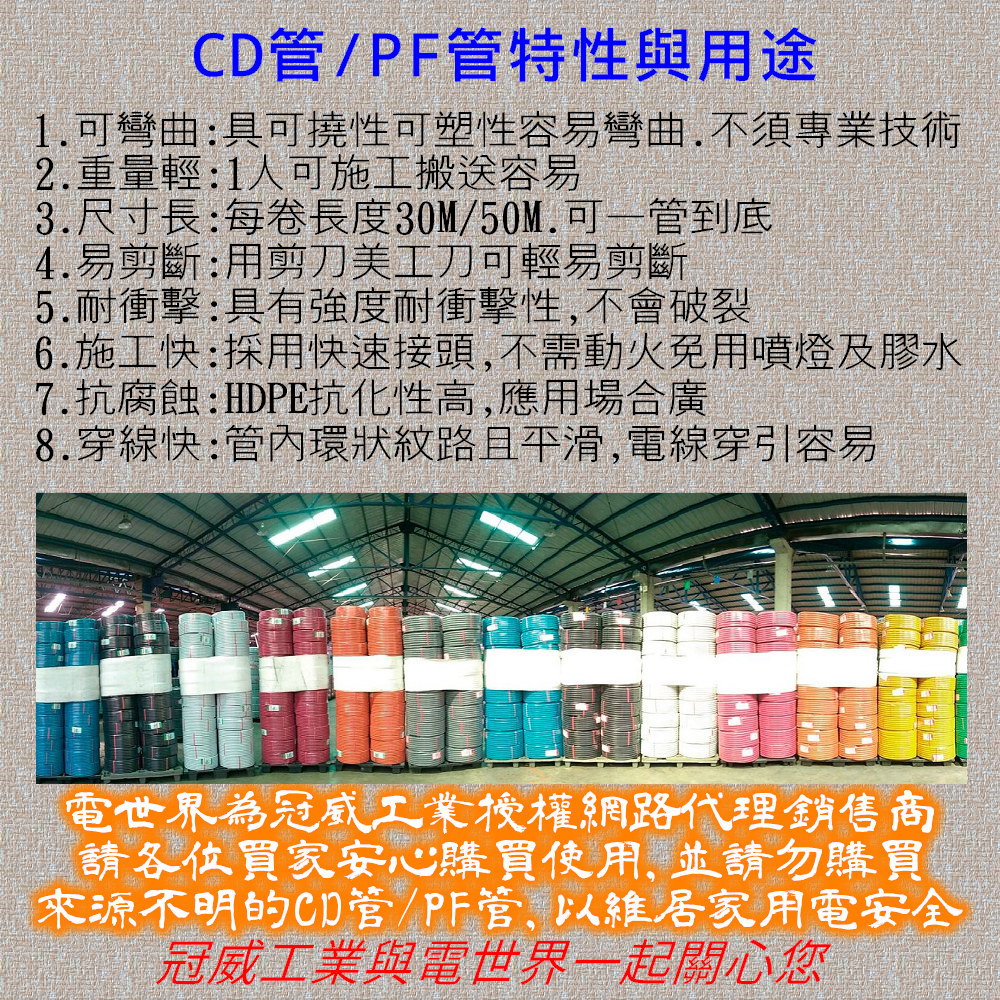 CD管/PF管特性與用途
1.可彎曲:具可撓性可塑性容易彎曲.不須專業技術
2.重量輕:1人可施工搬送容易
3.尺寸長:每卷長度30M/50M.可一管到底
4.易剪斷:用剪刀美工刀可輕易剪斷
5.耐衝擊:具有強度耐衝擊性,不會破裂
6.施工快:採用快速接頭,不需動火免用噴燈及膠水
7.抗腐蝕:HDPE抗化性高,應用場合廣
8.穿線快:管內環狀紋路且平滑,電線穿引容易
電世界為冠威工業授權網路代理銷售商
請各位買家安心購買使用,並請勿購買
來源不明的CD管/PF管,以維居家用電安全
冠威工業與電世界一起關心您